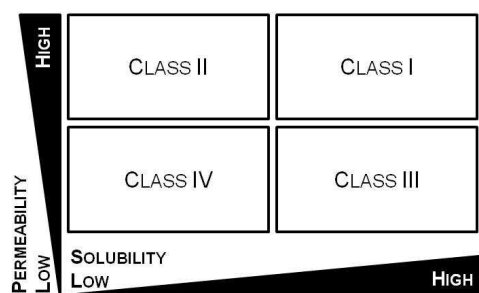 HIGH
PERMEABILITY
LOW
CLASS II
CLASS I
CLASS IV
CLASS III
SOLUBILITY
LOW
HIGH